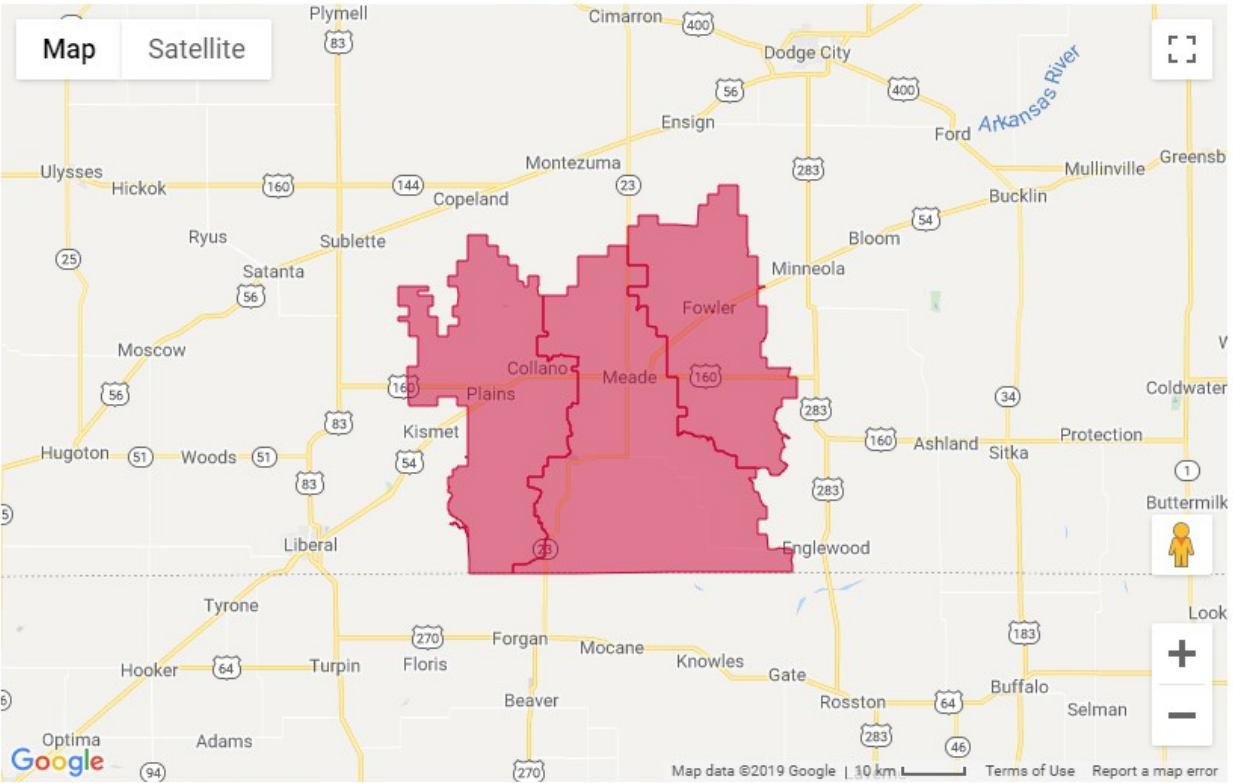 Map Satellite
Plymell
Cimarron
400
83
Dodge City
56
400
Arkansas River
Ensign
Ford
Montezuma
283
Mullinville
Greensb
Ulysses
Hickok
160
144
23
Copeland
Bucklin
54
Ryus
Sublette
Bloom
25
Satanta
Minneola
56
Fowler
Moscow
Collano
Meade
160
160
Plains
Coldwater
56
34
83
283
Kismet
160
Ashland
Protection
Sitka
Hugoton
51
Woods
51
54
1
83
283
Buttermilk
5
Liberal
23
Englewood
Tyrone
Look
270
Forgan
183
Mocane
Hooker
64
Turpin
Floris
Knowles
Gate
Buffalo
6
Beaver
Rosston
64
Selman
Optima
Adams
283
46
Google
94
270
Map data ©2019 Google
10 km
Terms of Use
Report a map error